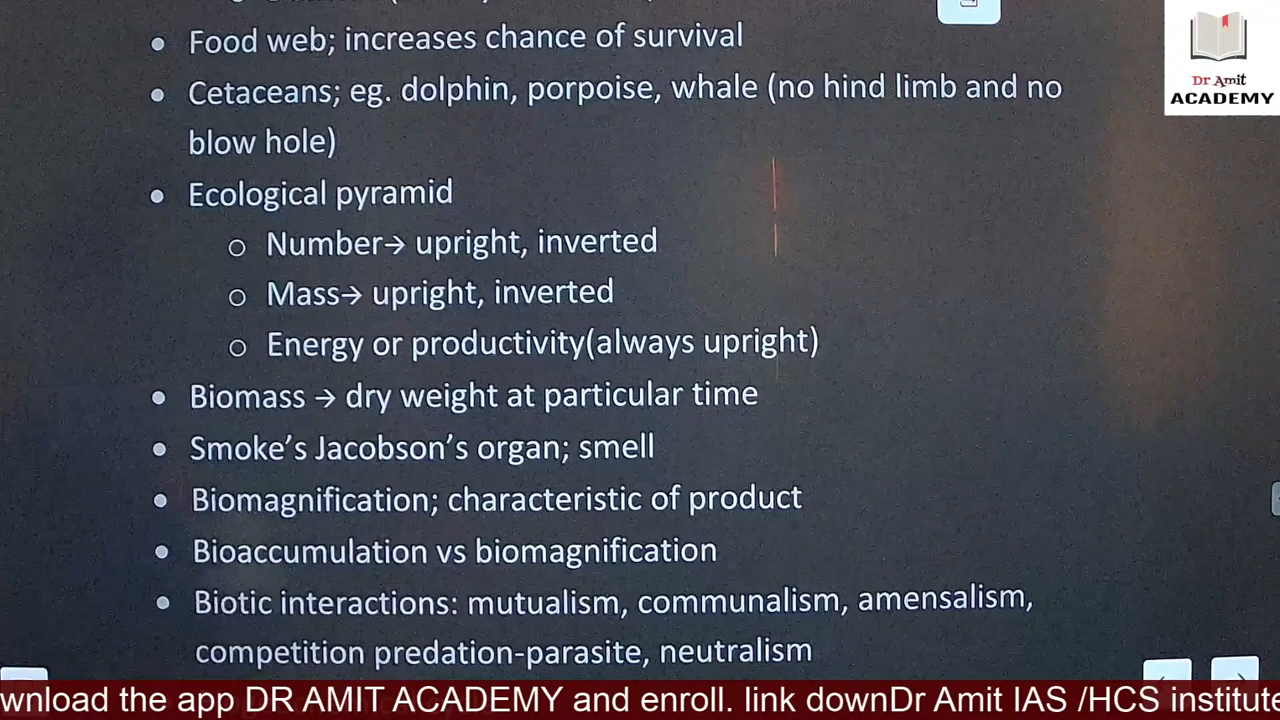 Food web; increases chance of survival
Dr Amit
ACADEMY
Cetaceans; eg. dolphin, porpoise, whale (no hind limb and no
blow hole)
Ecological pyramid
Number→ upright, inverted
Mass→ upright, inverted
Energy or productivity(always upright)
Biomass → dry weight at particular time
Smoke’s Jacobson’s organ; smell
Biomagnification; characteristic of product
Bioaccumulation vs biomagnification
Biotic interactions: mutualism, communalism, amensalism,
competition predation-parasite, neutralism
wnload the app DR AMIT ACADEMY and enroll. link downDr Amit IAS /HCS institute